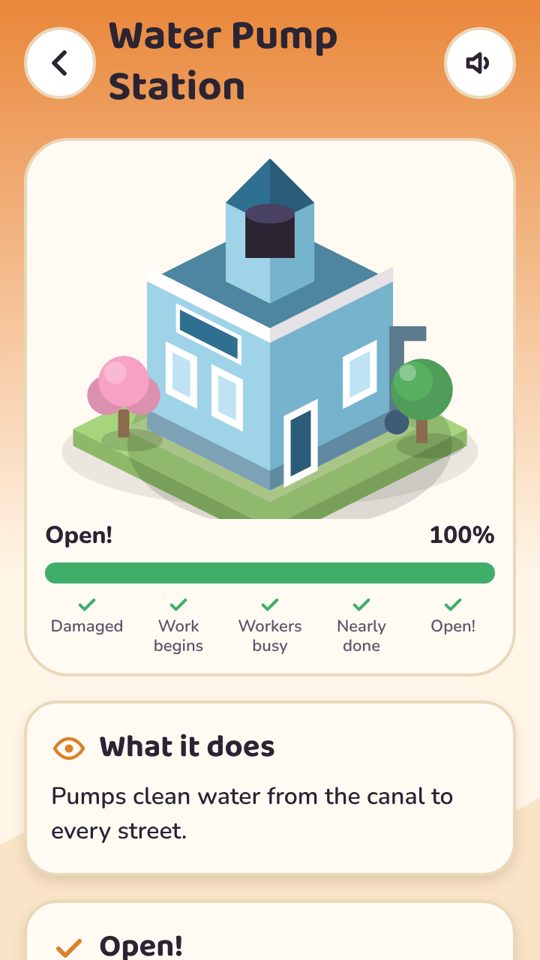 Water Pump
Station
Open!
100%
Damaged
Work
begins
Workers
busy
Nearly
done
Open!
What it does
Pumps clean water from the canal to
every street.
Open!